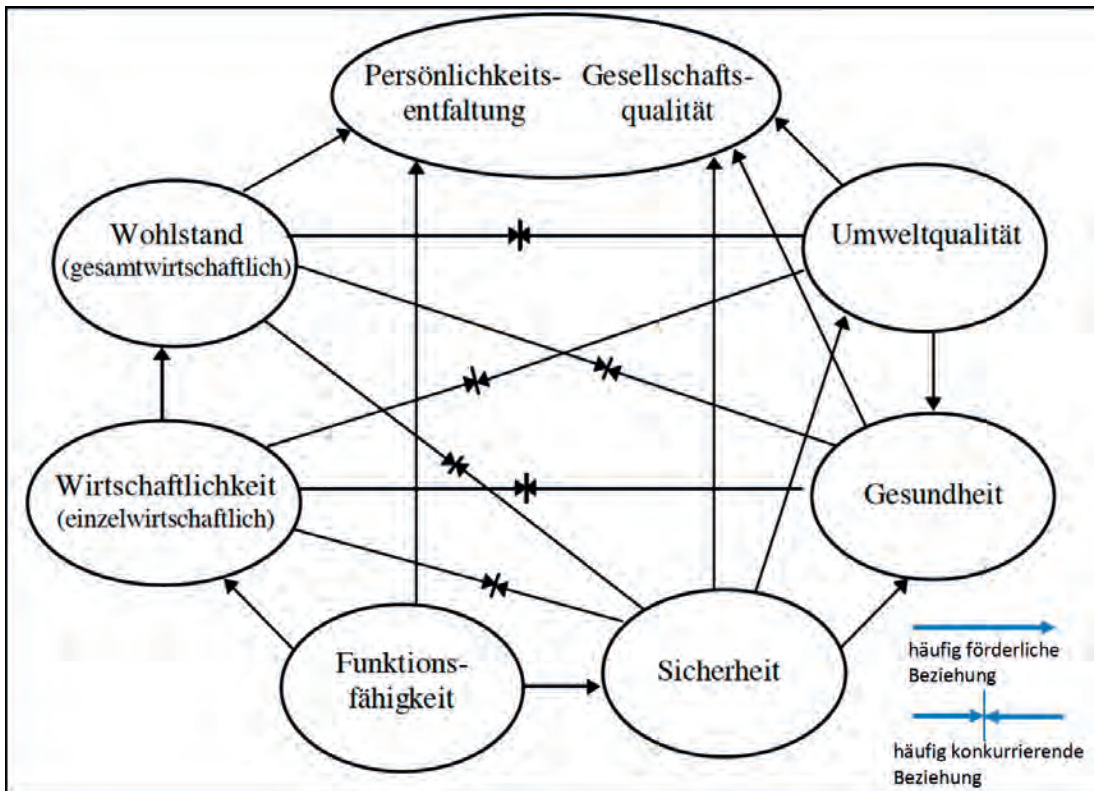 Persönlichkeits-
entfaltung
Gesellschafts-
qualität
Wohlstand
(gesamtwirtschaftlich)
Umweltqualität
Wirtschaftlichkeit
(einzelwirtschaftlich)
Gesundheit
Funktions-
fähigkeit
Sicherheit
häufig förderliche
Beziehung
häufig konkurrierende
Beziehung